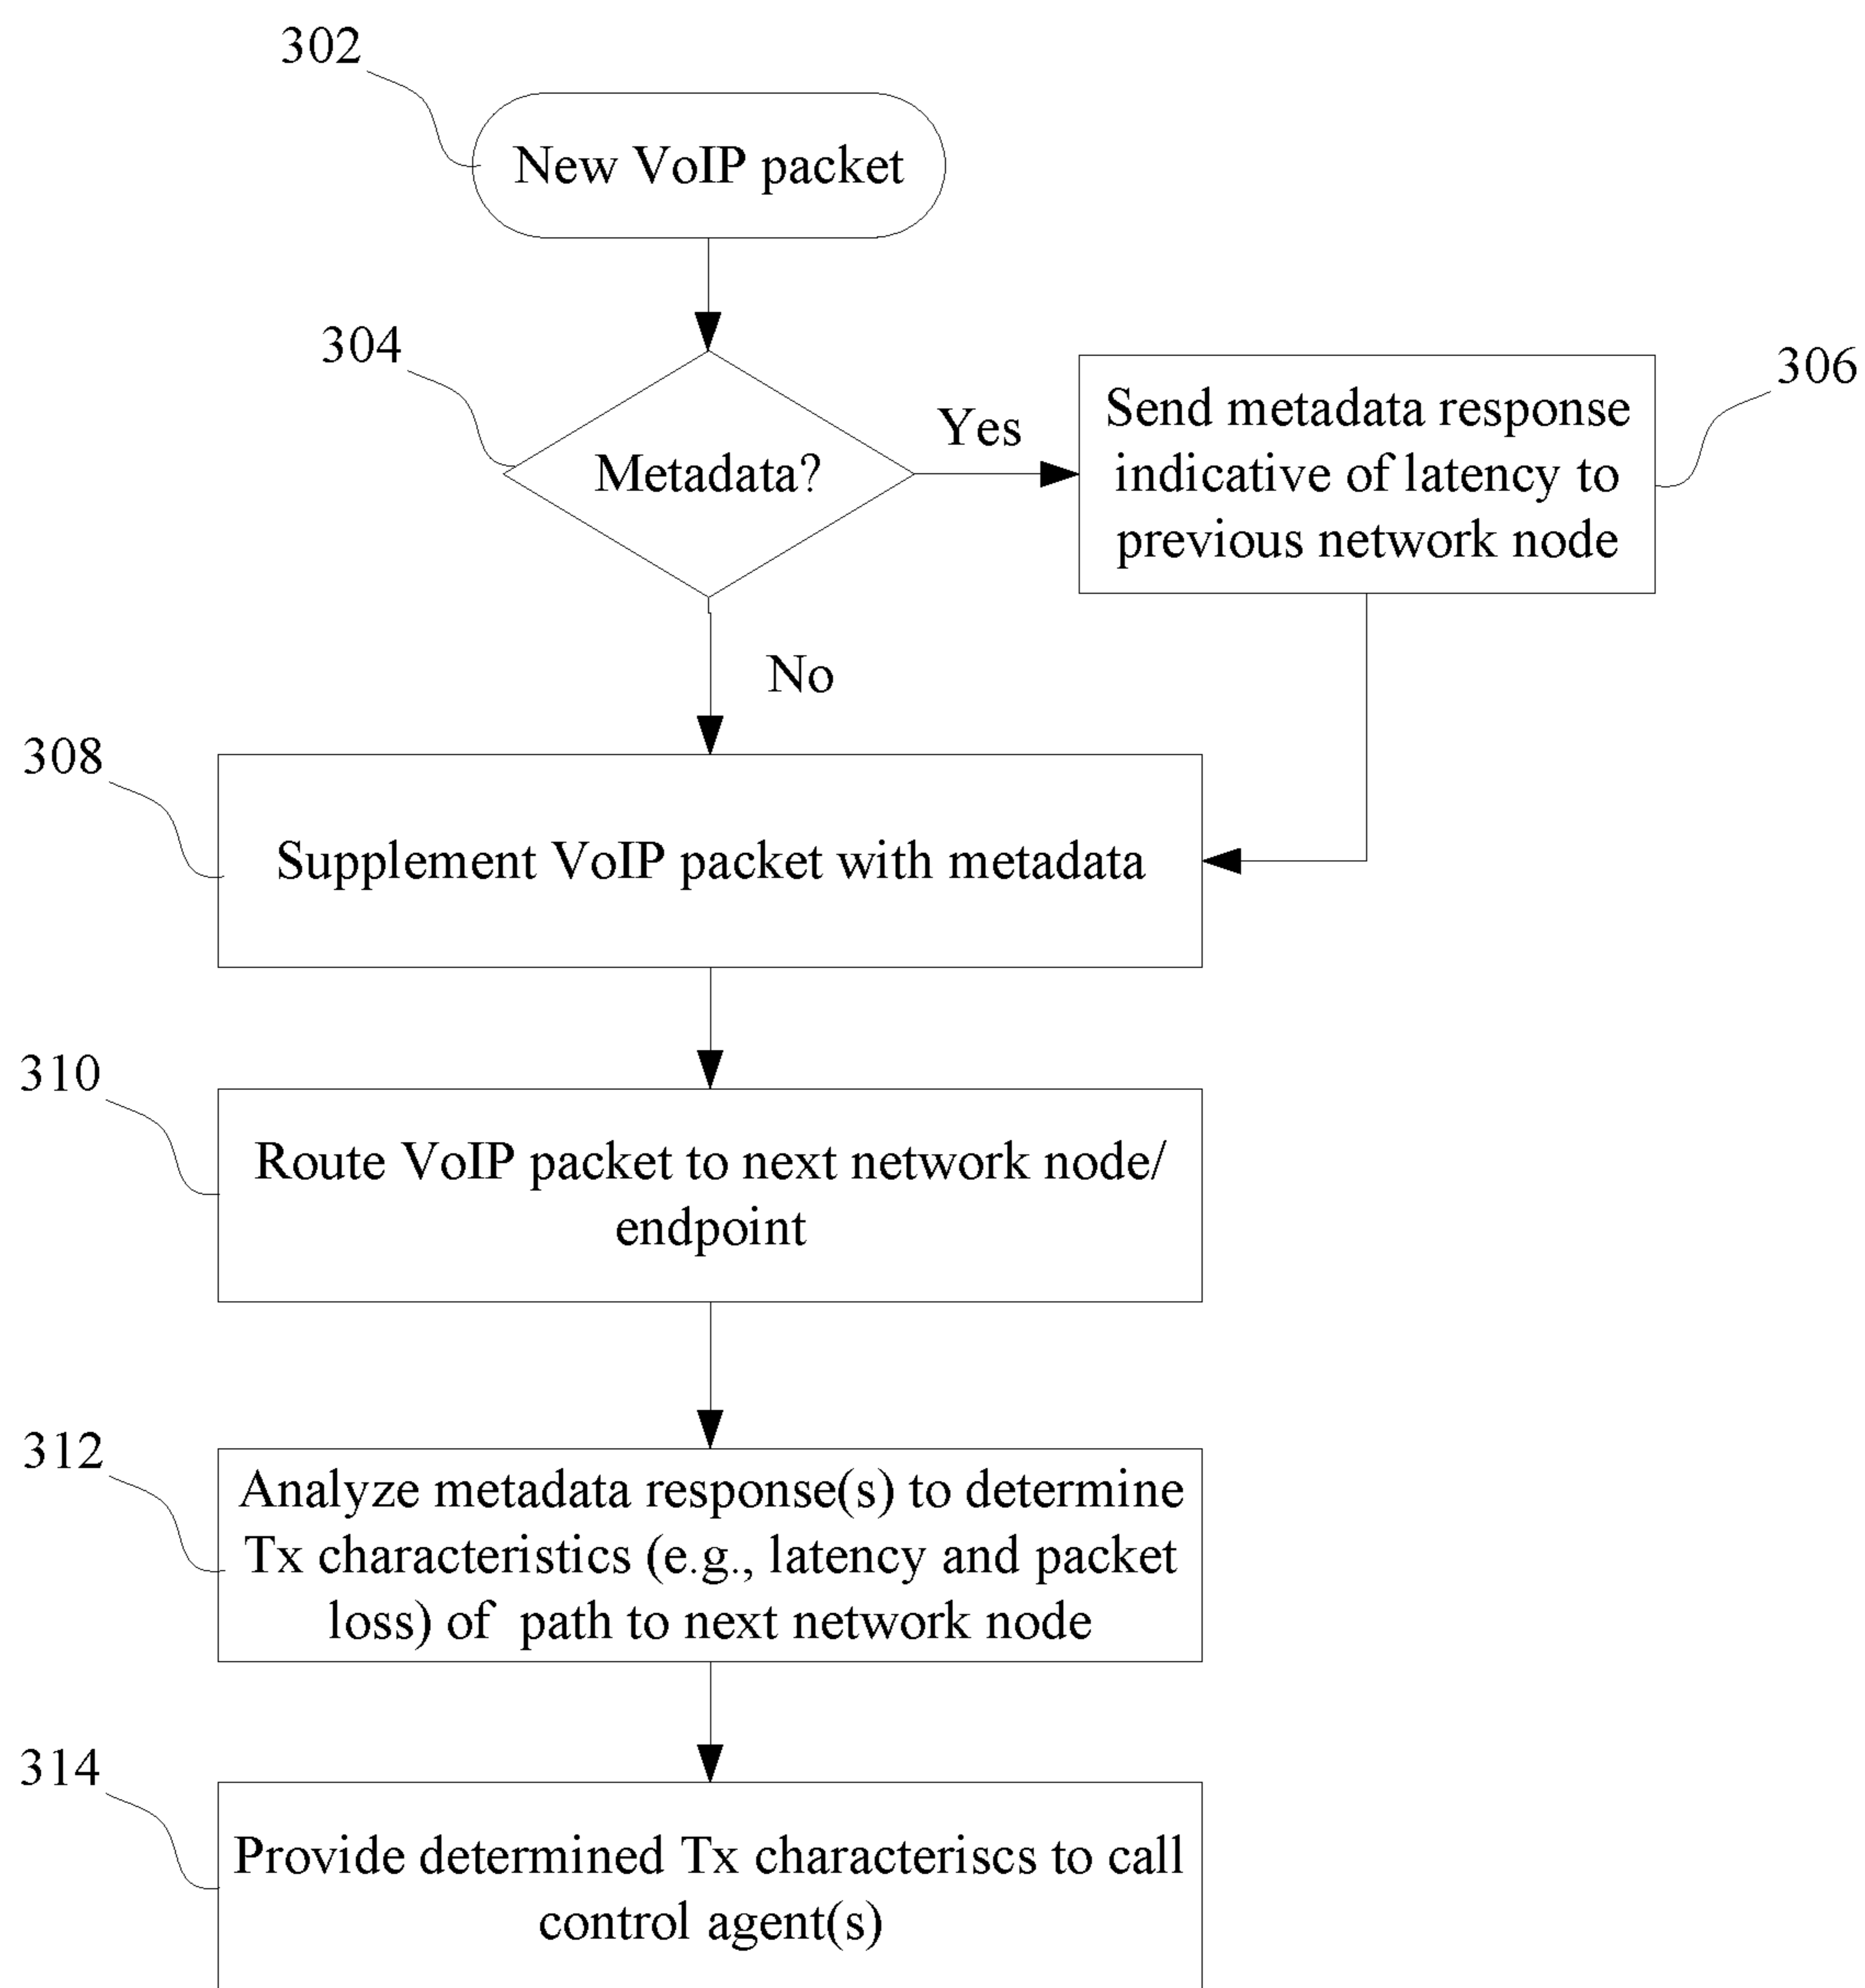 302
New VoIP packet
304
Metadata?
Yes
306
Send metadata response
indicative of latency to
previous network node
No
308
Supplement VoIP packet with metadata
310
Route VoIP packet to next network node/
endpoint
312
Analyze metadata response(s) to determine
Tx characteristics (e.g., latency and packet
loss) of path to next network node
314
Provide determined Tx characteriscs to call
control agent(s)